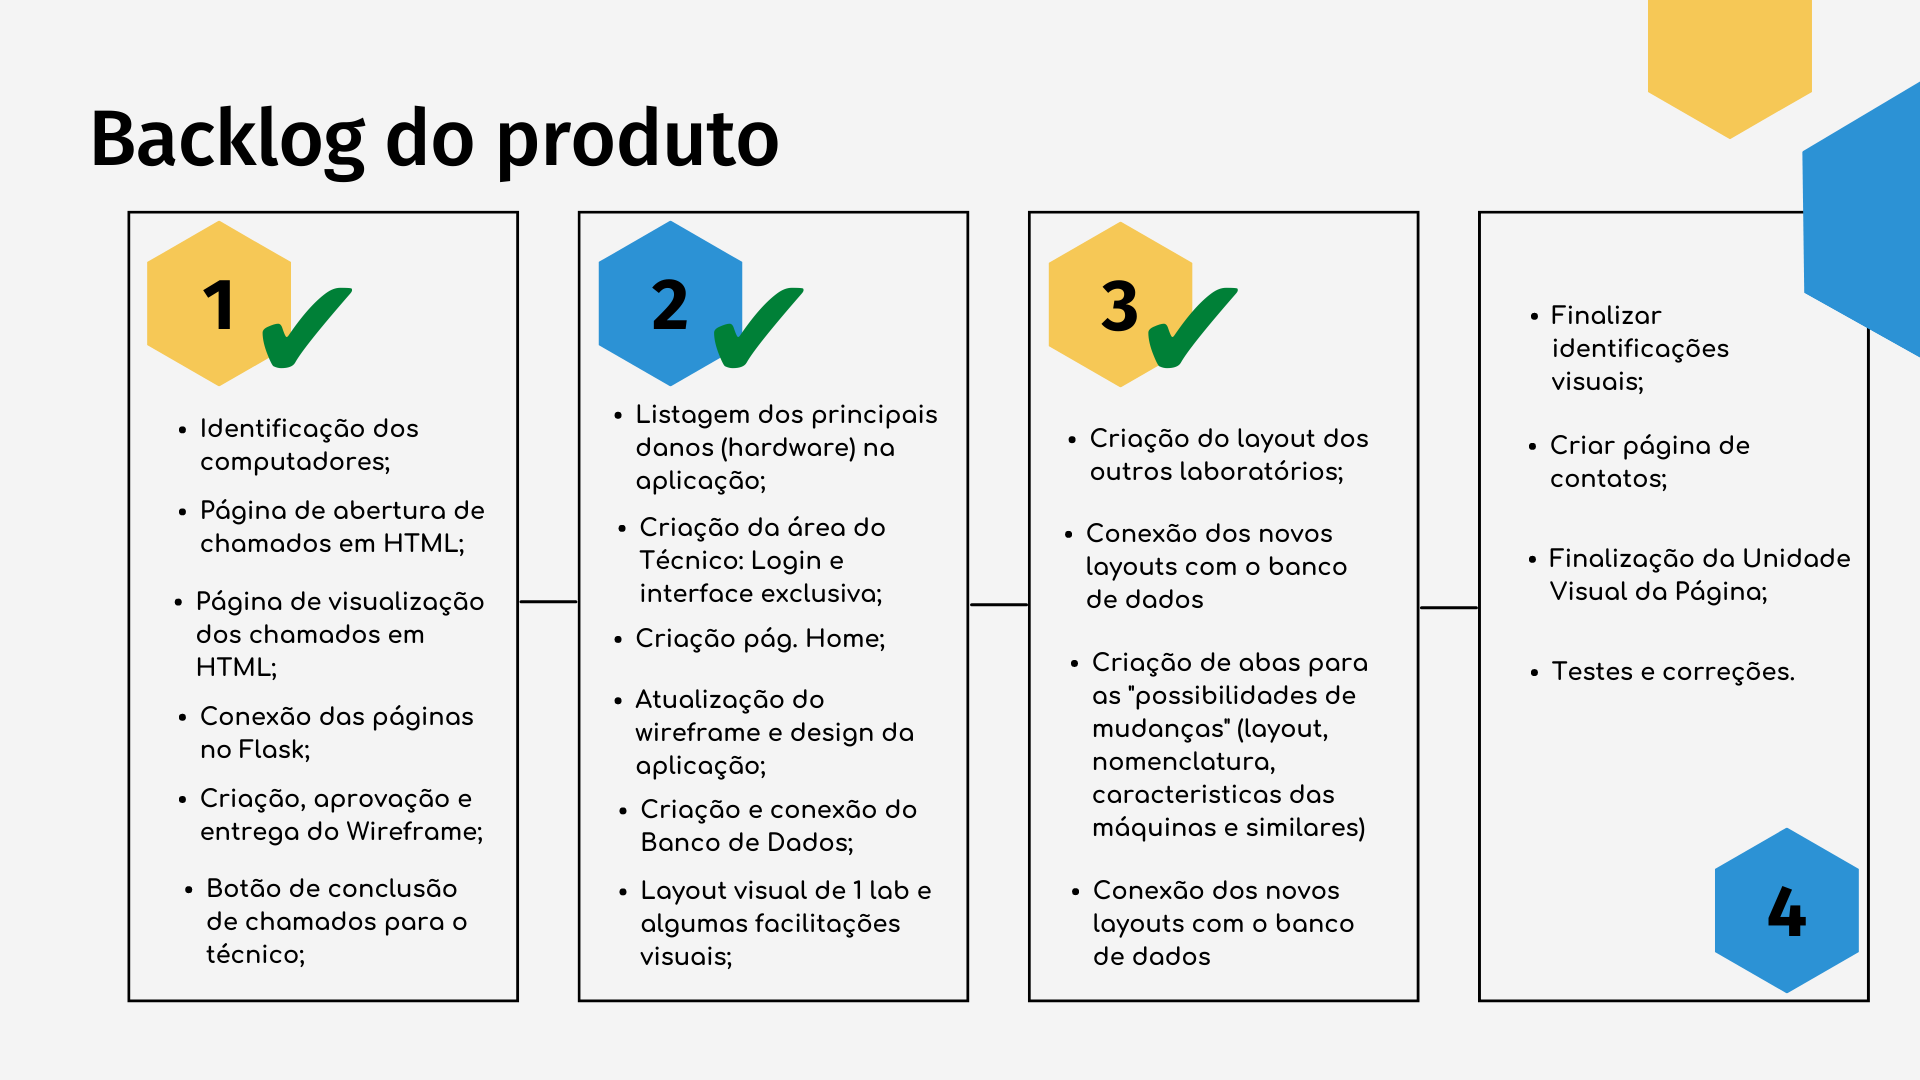 Backlog do produto
1
• Identificação dos
computadores;
• Página de abertura de
chamados em HTML;
• Página de visualização
dos chamados em
HTML;
• Conexão das páginas
no Flask;
• Criação, aprovação e
entrega do Wireframe;
• Botão de conclusão
de chamados para o
técnico;
2
• Listagem dos principais
danos (hardware) na
aplicação;
• Criação da área do
Técnico: Login e
interface exclusiva;
• Criação pág. Home;
• Atualização do
wireframe e design da
aplicação;
• Criação e conexão do
Banco de Dados;
• Layout visual de 1 lab e
algumas facilitações
visuais;
3
• Criação do layout dos
outros laboratórios;
• Conexão dos novos
layouts com o banco
de dados
• Criação de abas para
as "possibilidades de
mudanças" (layout,
nomenclatura,
caracteristicas das
máquinas e similares)
• Conexão dos novos
layouts com o banco
de dados
• Finalizar
identificações
visuais;
• Criar página de
contatos;
• Finalização da Unidade
Visual da Página;
• Testes e correções.
4